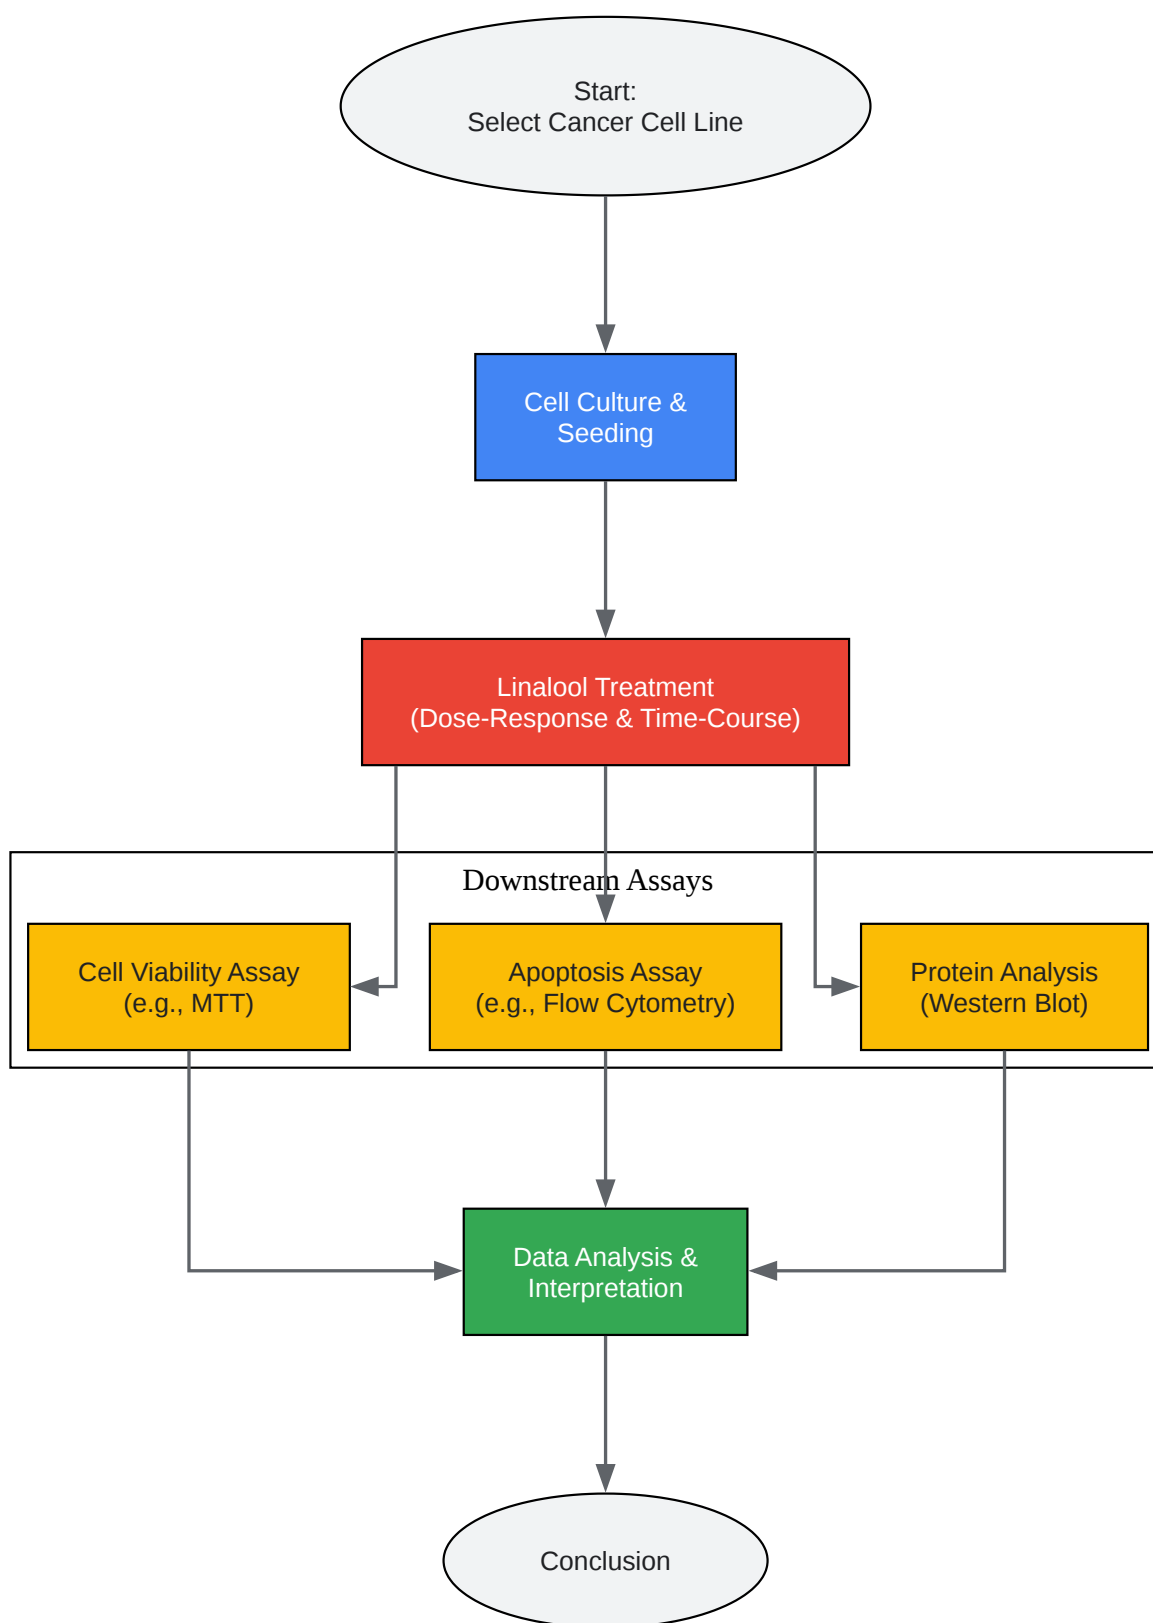 Start:
Select Cancer Cell Line
Cell Culture &
Seeding
Linalool Treatment
(Dose-Response & Time-Course)
Downstream Assays
Cell Viability Assay
(e.g., MTT)
Apoptosis Assay
(e.g., Flow Cytometry)
Protein Analysis
(Western Blot)
Data Analysis &
Interpretation
Conclusion